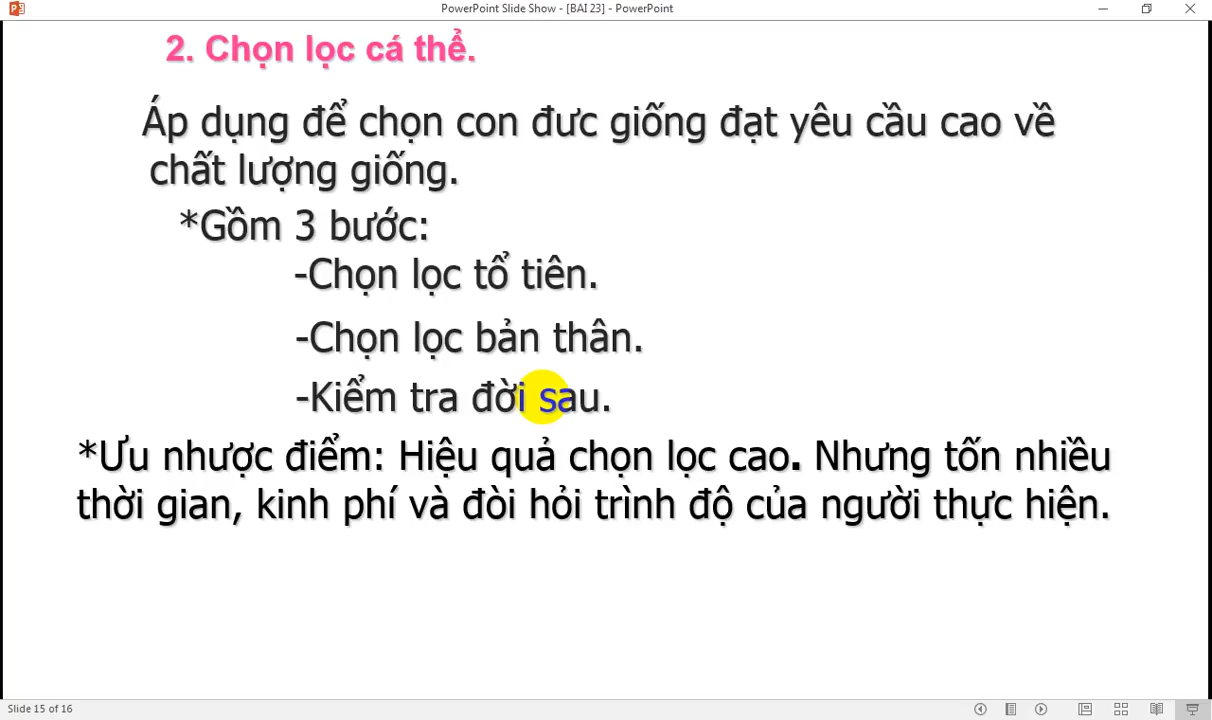 PowerPoint Slide Show - [BAI 23] - PowerPoint
2. Chọn lọc cá thể.
Áp dụng để chọn con đưc giống đạt yêu cầu cao về
chất lượng giống.
*Gồm 3 bước:
-Chọn lọc tổ tiên.
-Chọn lọc bản thân.
-Kiểm tra đời sau.
*Ưu nhược điểm: Hiệu quả chọn lọc cao. Nhưng tốn nhiều
thời gian, kinh phí và đòi hỏi trình độ của người thực hiện.
Slide 15 of 16